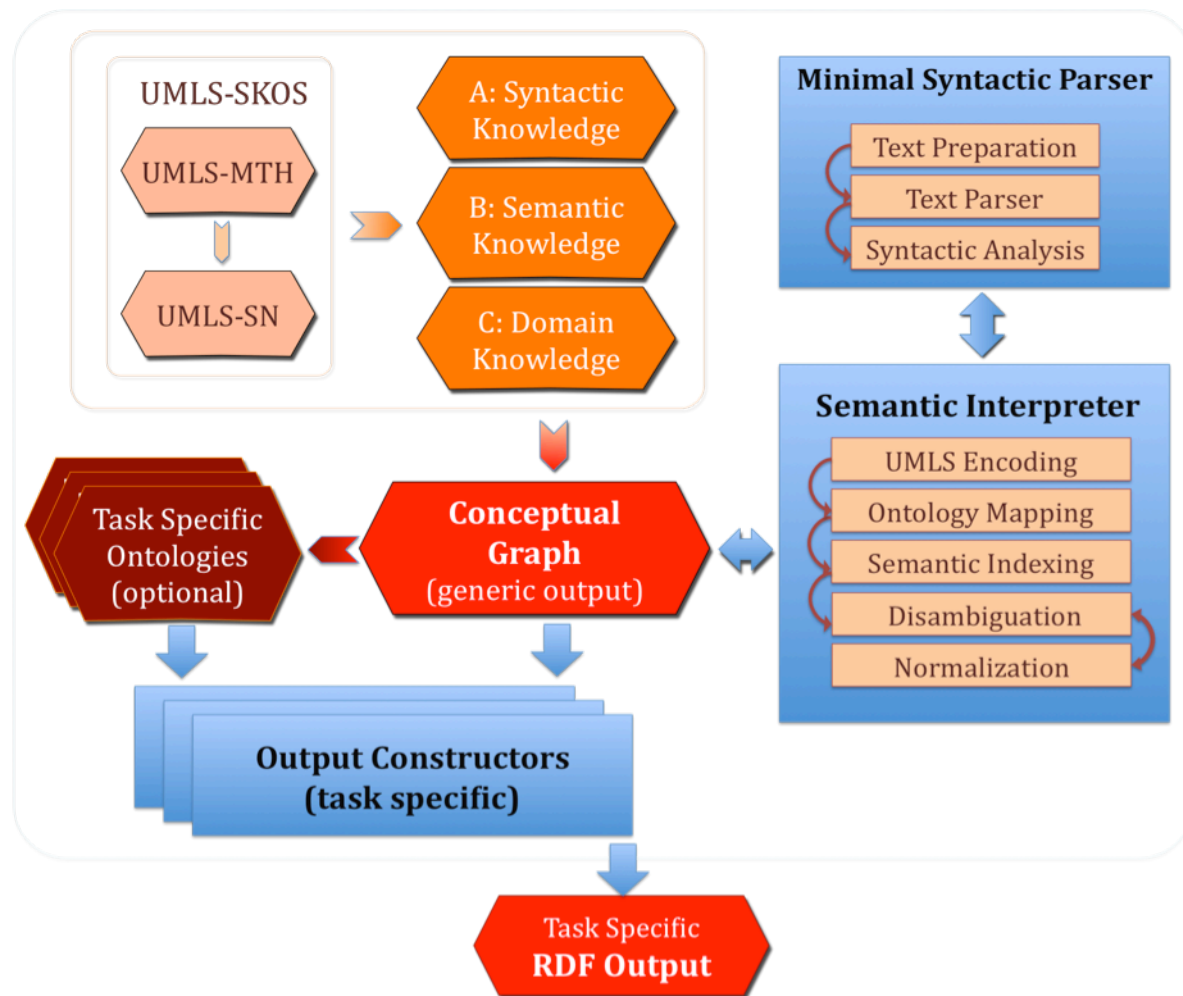 UMLS-SKOS
UMLS-MTH
UMLS-SN
A: Syntactic
Knowledge
B: Semantic
Knowledge
C: Domain
Knowledge
Minimal Syntactic Parser
Text Preparation
Text Parser
Syntactic Analysis
Semantic Interpreter
UMLS Encoding
Ontology Mapping
Semantic Indexing
Disambiguation
Normalization
Task Specific
Ontologies
(optional)
Conceptual
Graph
(generic output)
Output Constructors
(task specific)
Task Specific
RDF Output